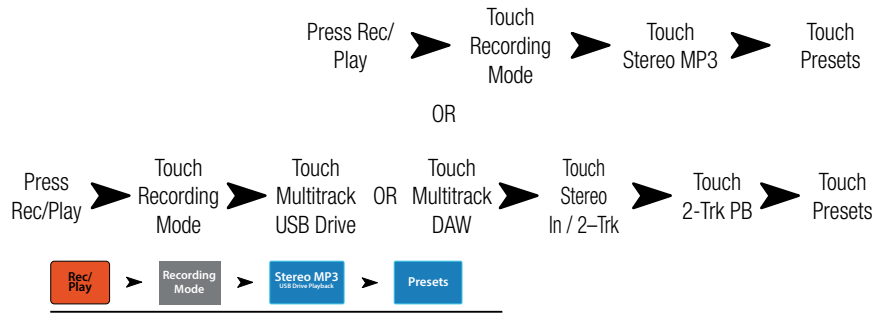 Press Rec/
Play
Touch
Recording
Mode
Touch
Stereo MP3
Touch
Presets
OR
Press
Rec/Play
Touch
Recording
Mode
Touch
Multitrack
USB Drive
OR
Touch
Multitrack
DAW
Touch
Stereo
In / 2–Trk
Touch
2-Trk PB
Touch
Presets
Rec/
Play
Recording
Mode
Stereo MP3
USB Drive Playback
Presets